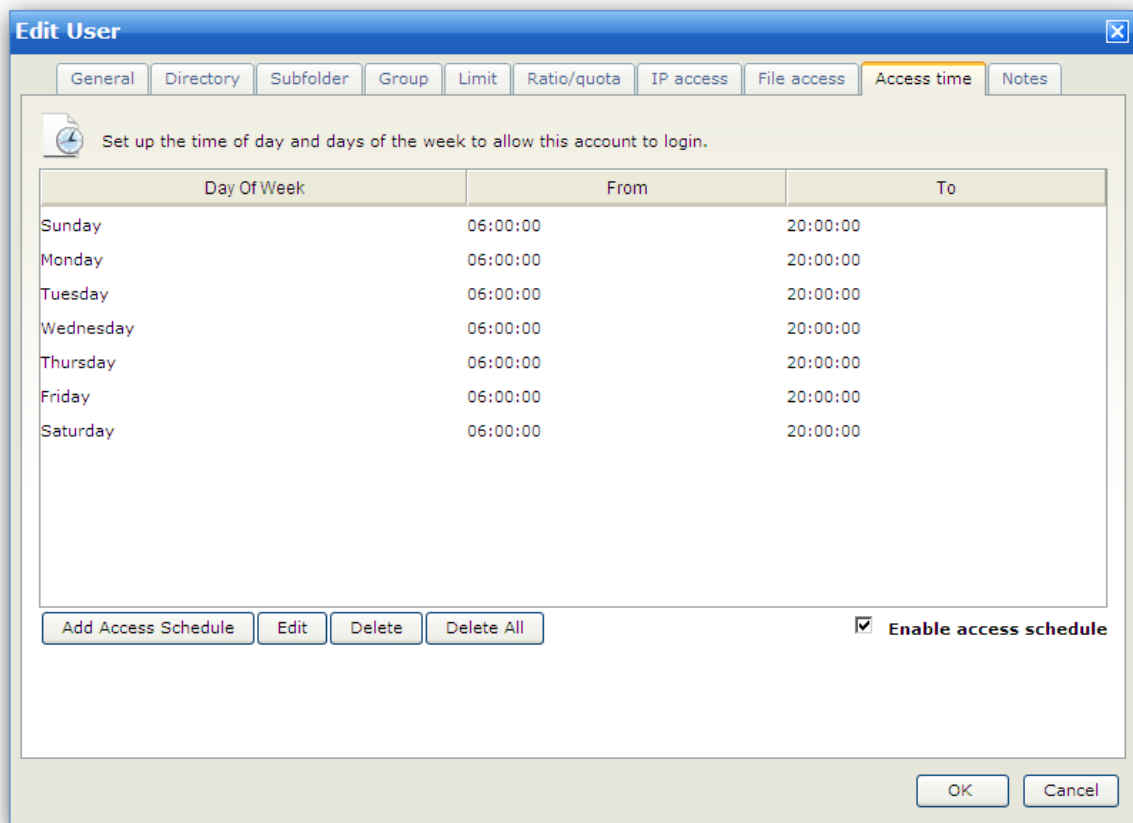 Edit User
General Directory Subfolder Group Limit Ratio/quota IP access File access Access time Notes
Set up the time of day and days of the week to allow this account to login.
Day Of Week From To
Sunday 06:00:00 20:00:00
Monday 06:00:00 20:00:00
Tuesday 06:00:00 20:00:00
Wednesday 06:00:00 20:00:00
Thursday 06:00:00 20:00:00
Friday 06:00:00 20:00:00
Saturday 06:00:00 20:00:00
Add Access Schedule Edit Delete Delete All Enable access schedule
OK Cancel